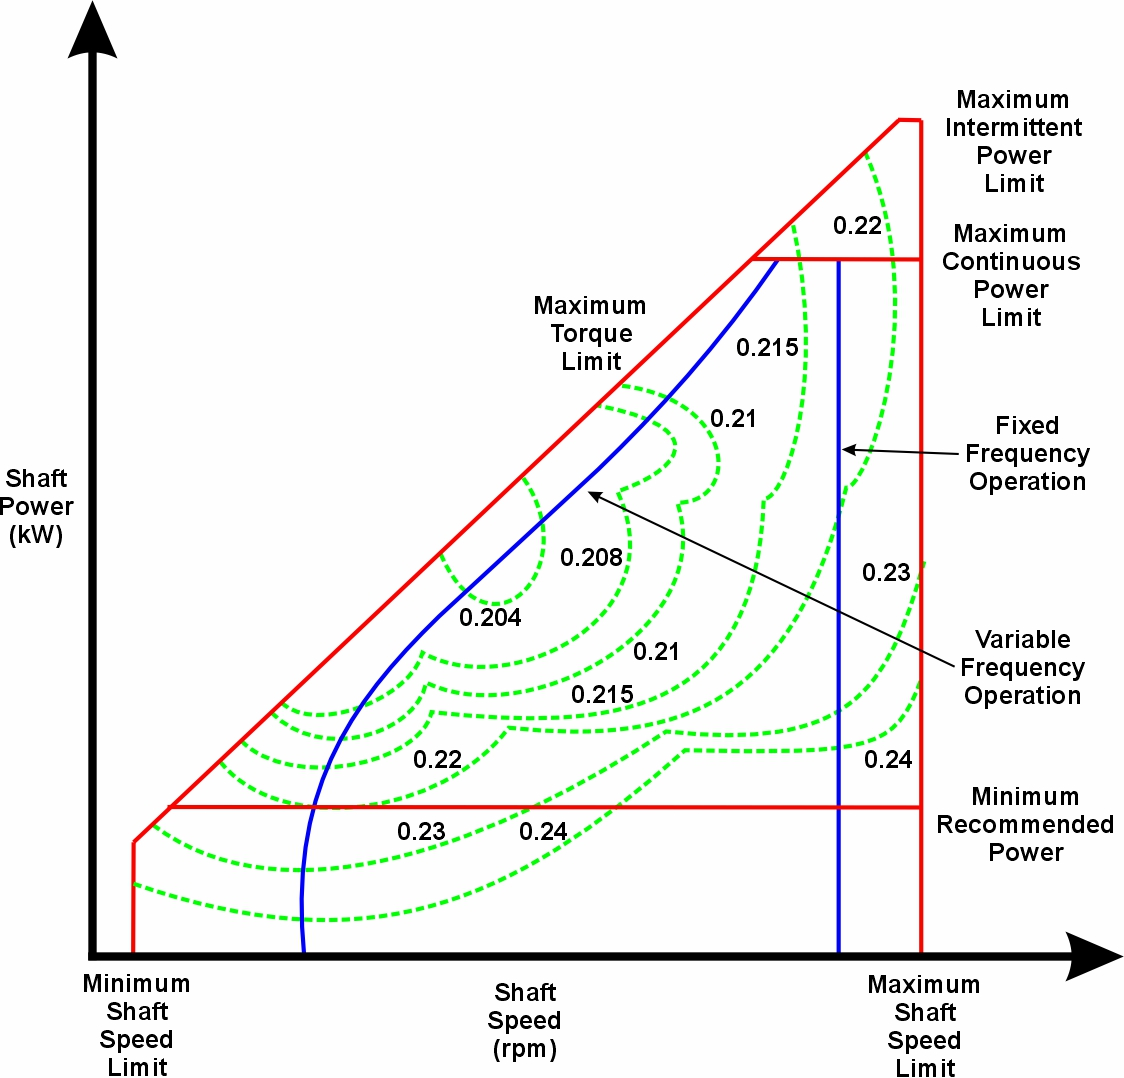 Maximum
Intermittent
Power
Limit
0.22
Maximum
Continuous
Power
Limit
Maximum
Torque
Limit
0.215
0.21
Fixed
Frequency
Operation
Shaft
Power
(kW)
0.208
0.23
0.204
0.21
Variable
Frequency
Operation
0.215
0.22
0.24
Minimum
Recommended
Power
0.23
0.24
Minimum
Shaft
Speed
Limit
Shaft
Speed
(rpm)
Maximum
Shaft
Speed
Limit